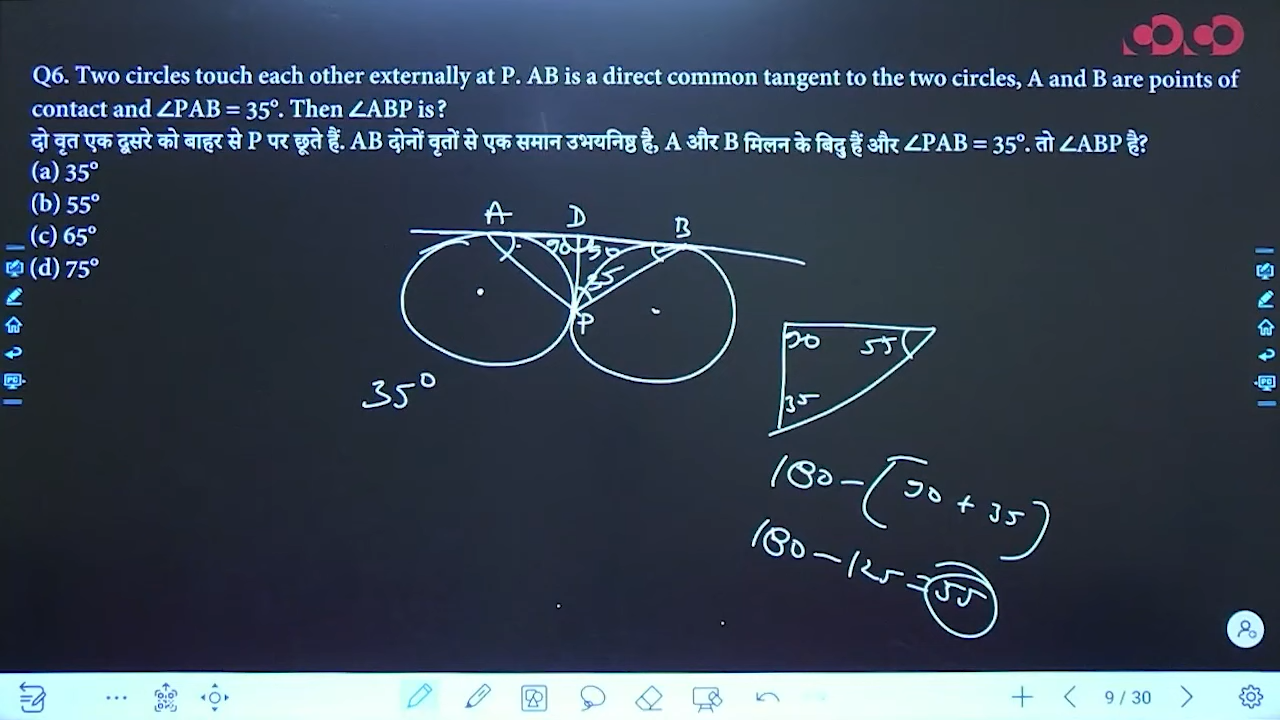 Q6. Two circles touch each other externally at P. AB is a direct common tangent to the two circles, A and B are points of
contact and ∠PAB = 35°. Then ∠ABP is?
दो वृत एक दूसरे को बाहर से P पर छूते हैं. AB दोनों वृतों से एक समान उभयनिष्ठ है, A और B मिलन के बिदु हैं और ∠PAB = 35°. तो ∠ABP है?
(a) 35°
(b) 55°
(c) 65°
(d) 75°
A D B
90 90
35
P
90 55
35
35°
180 - (90 + 35)
180 - 125 = 55
9 / 30